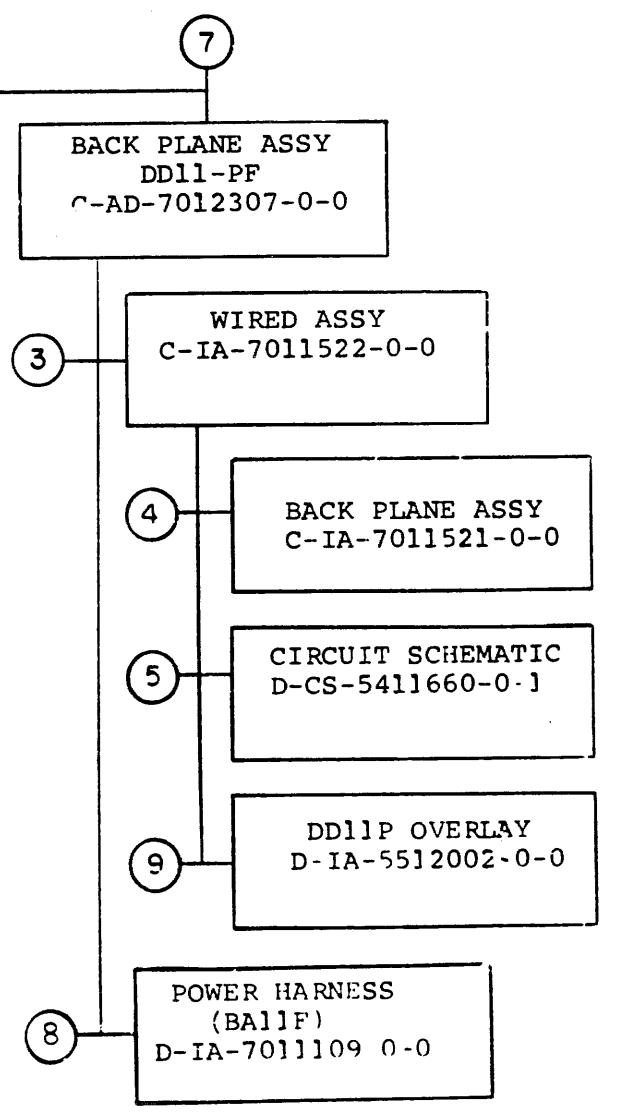 7
BACK PLANE ASSY
DD11-PF
C-AD-7012307-0-0
WIRED ASSY
3
C-IA-7011522-0-0
4
BACK PLANE ASSY
C-IA-7011521-0-0
CIRCUIT SCHEMATIC
5
D-CS-5411660-0-1
DD11P OVERLAY
9
D-IA-5512002-0-0
POWER HARNESS
(BA11F)
8
D-IA-7011109 0-0